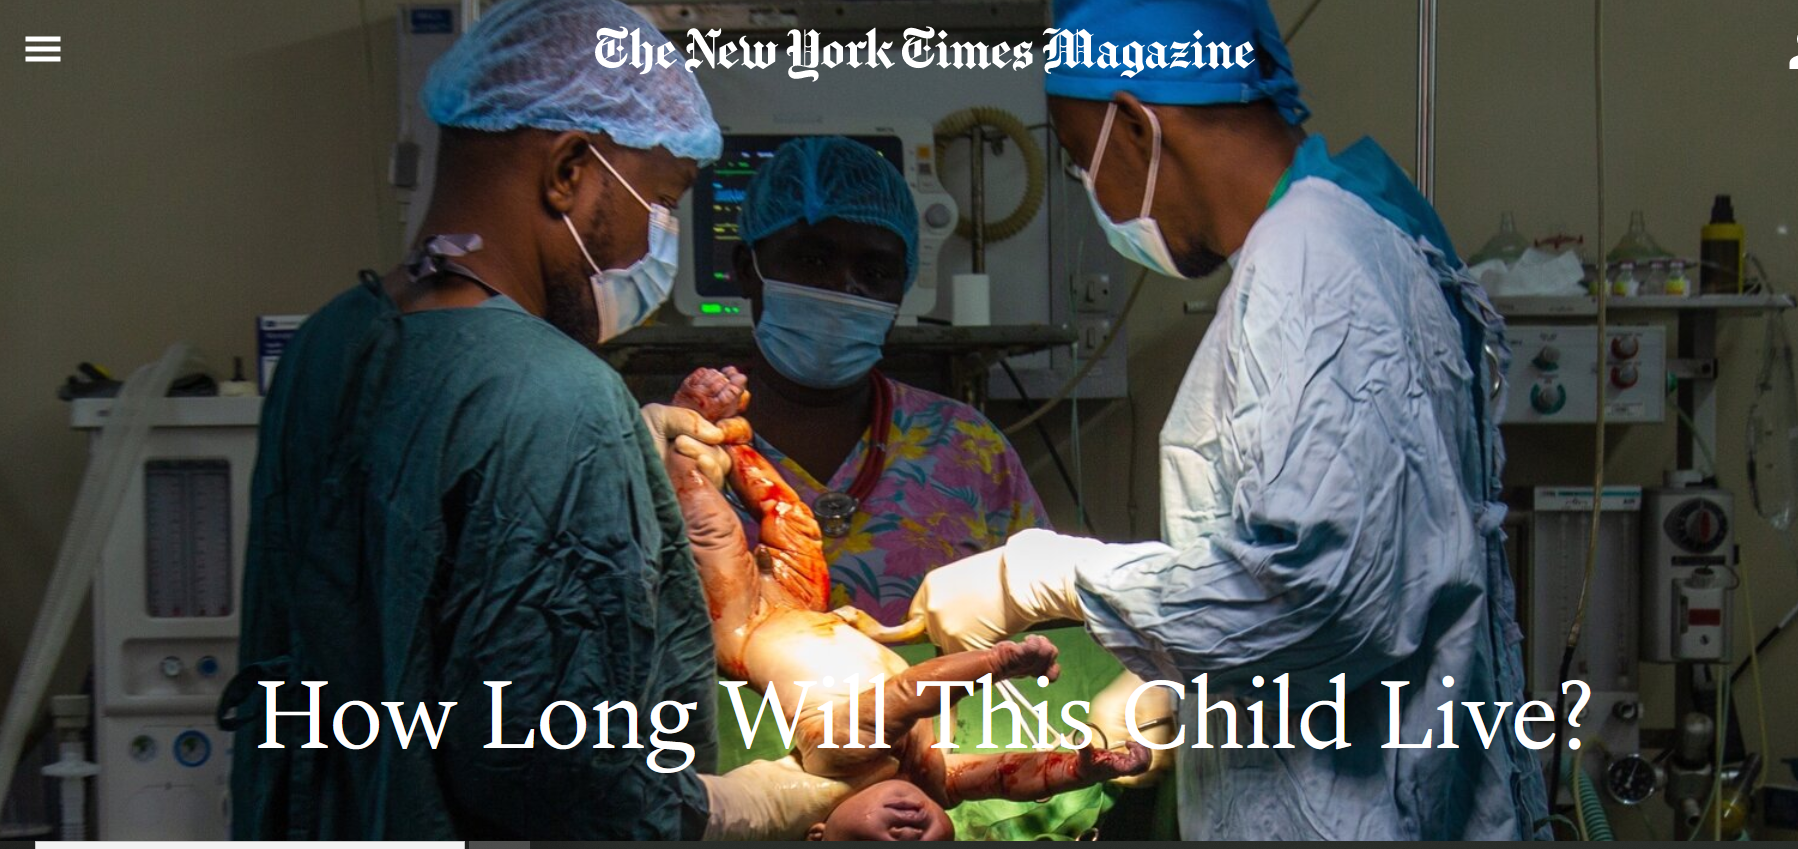 The New York Times Magazine
How Long Will This Child Live?